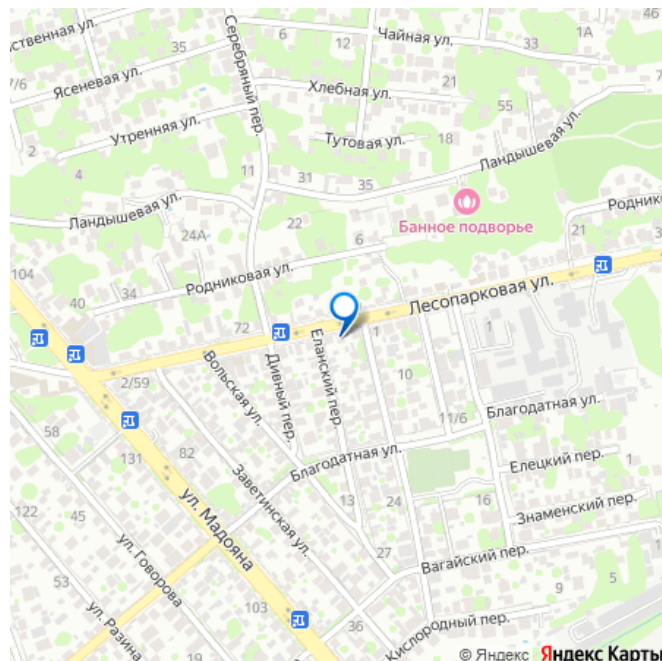 35
6
12
Чайная ул.
1А
33
46
ственная ул.
7/6
Ясеневая ул.
Серебряный пер.
Хлебная ул.
21
55
7
Утренняя ул.
Тутовая ул.
18
2
4
11
31
35
Ландышевая ул.
Ландышевая ул.
24А
22
Банное подворье
Роднико
21
3
6
Родниковая ул.
104
40
34
72
Лесопарковая ул.
1
1
2/59
Вольская ул.
Дивный пер.
Еланский пер.
10
11/6
Благодатная ул.
58
131
82
Благодатная ул.
Елецкий пер.
1
122
45
ул. Мадояна
Заветинская ул.
13
24
16
Знаменский пер.
ул. Говорова
27
Вагайский пер.
53
ул. Разина
103
36
9
5
10
19
Кислородный пер.
© Яндекс Яндекс Карты